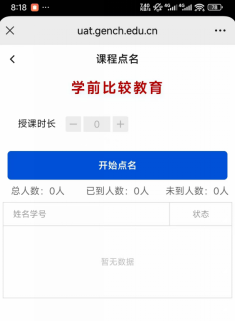 8:18
uat.gench.edu.cn
课程点名
学前比较教育
授课时长 0
开始点名
总人数：0人 已到人数：0人 未到人数：0人
姓名学号 状态
暂无数据